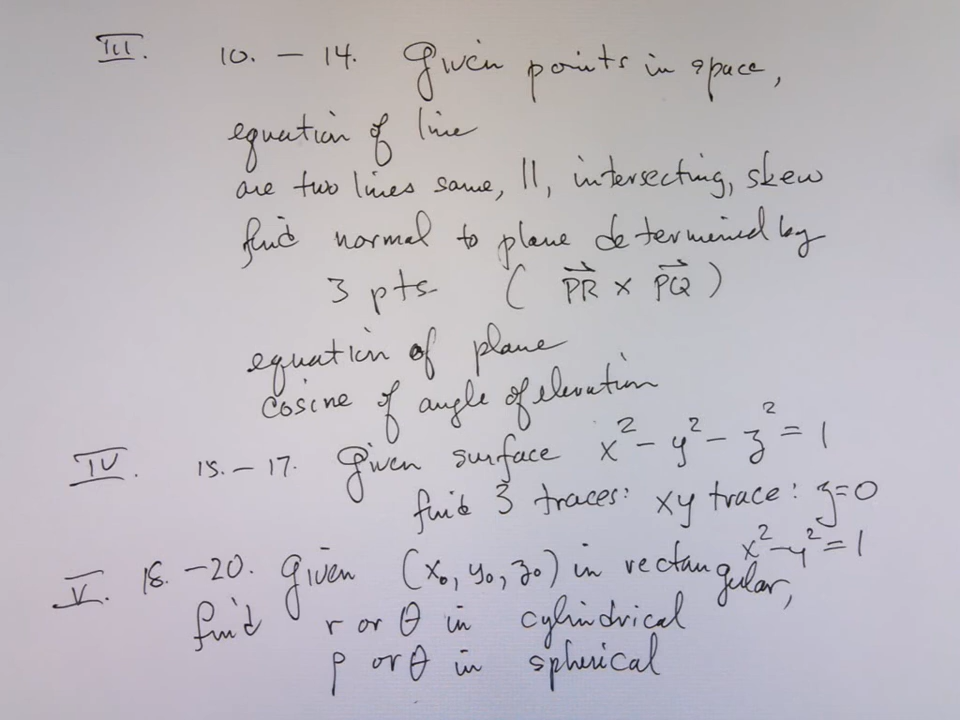 III. 10. – 14. Given points in space,
equation of line
are two lines same, ||, intersecting, skew
find normal to plane determined by
3 pts. ( PR⃗ × PQ⃗ )
equation of plane
cosine of angle of elevation
IV. 15. – 17. Given surface x² – y² – z² = 1
find 3 traces: xy trace: z=0
x² – y² = 1
V. 18. – 20. Given (x₀, y₀, z₀) in rectangular,
find r or θ in cylindrical
ρ or θ in spherical